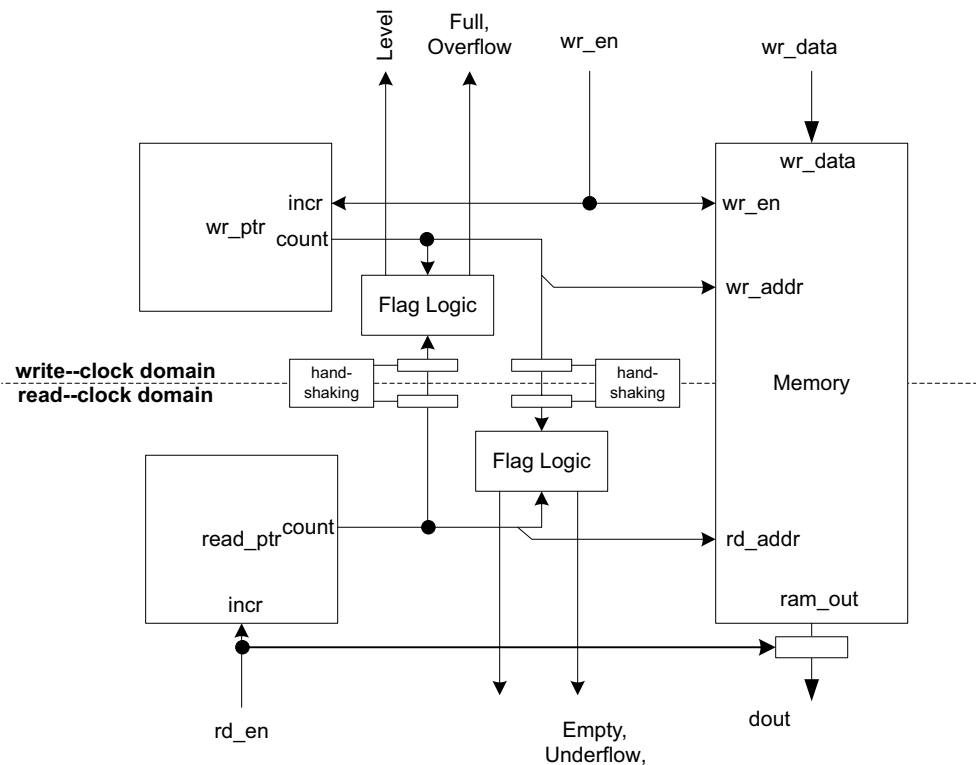 Level
Full,
Overflow
wr_en
wr_data
wr_data
incr
wr_en
wr_ptr
count
Flag Logic
wr_addr
hand-
shaking
hand-
shaking
write--clock domain
read--clock domain
Memory
Flag Logic
count
read_ptr
rd_addr
incr
ram_out
rd_en
dout
Empty,
Underflow,